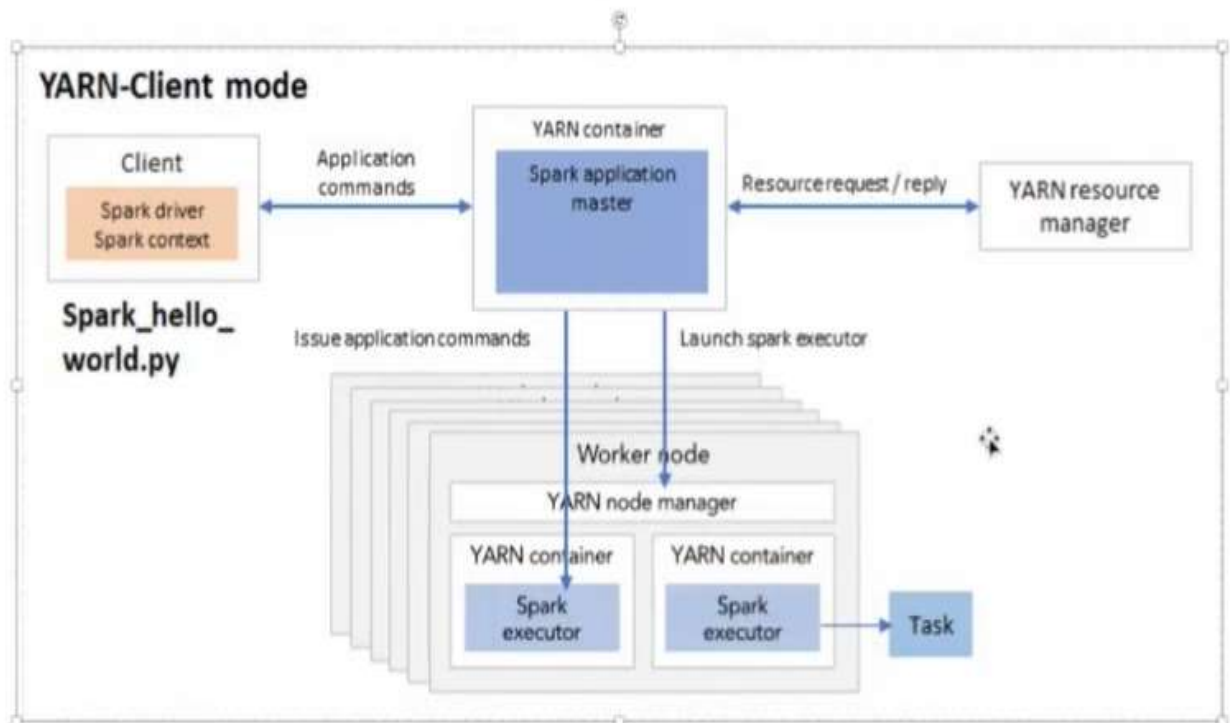 YARN-Client mode
Client
Spark driver
Spark context
Spark_hello_
world.py
Application
commands
YARN container
Spark application
master
Resource request / reply
YARN resource
manager
Issue application commands
Launch spark executor
Worker node
YARN node manager
YARN container
Spark
executor
YARN container
Spark
executor
Task